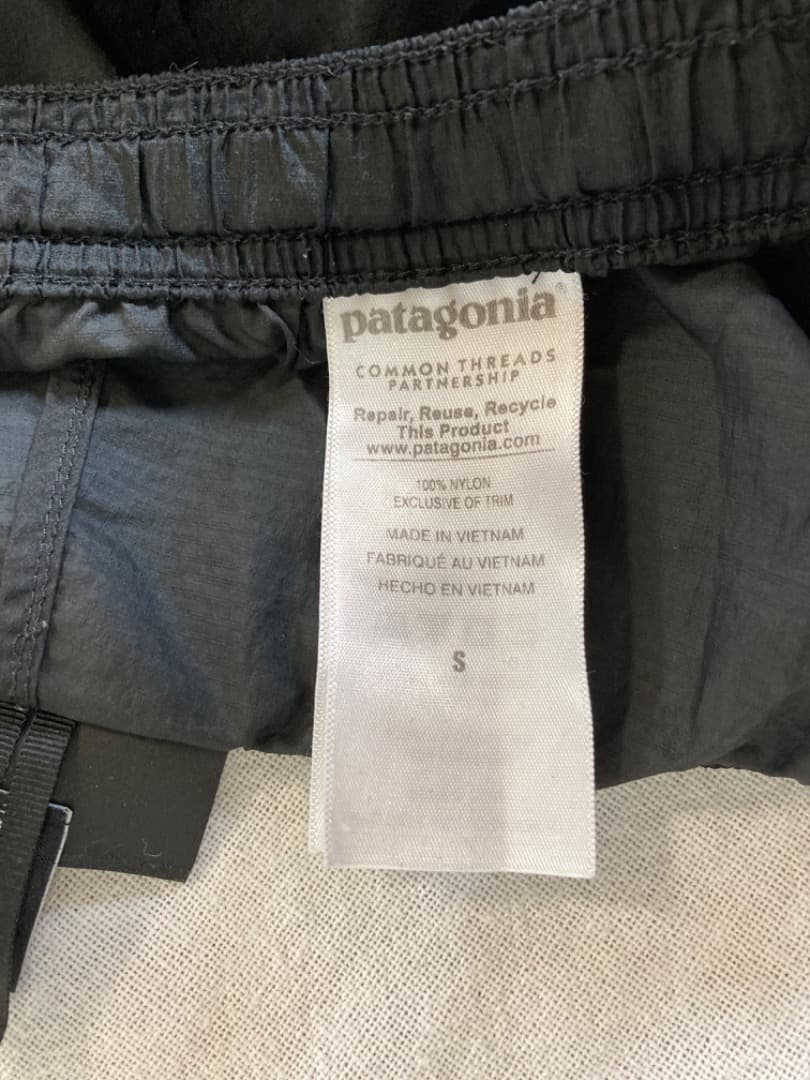 patagonia®
COMMON THREADS
PARTNERSHIP
Repair, Reuse, Recycle
This Product
www.patagonia.com
100% NYLON
EXCLUSIVE OF TRIM
MADE IN VIETNAM
FABRIQUÉ AU VIETNAM
HECHO EN VIETNAM
S